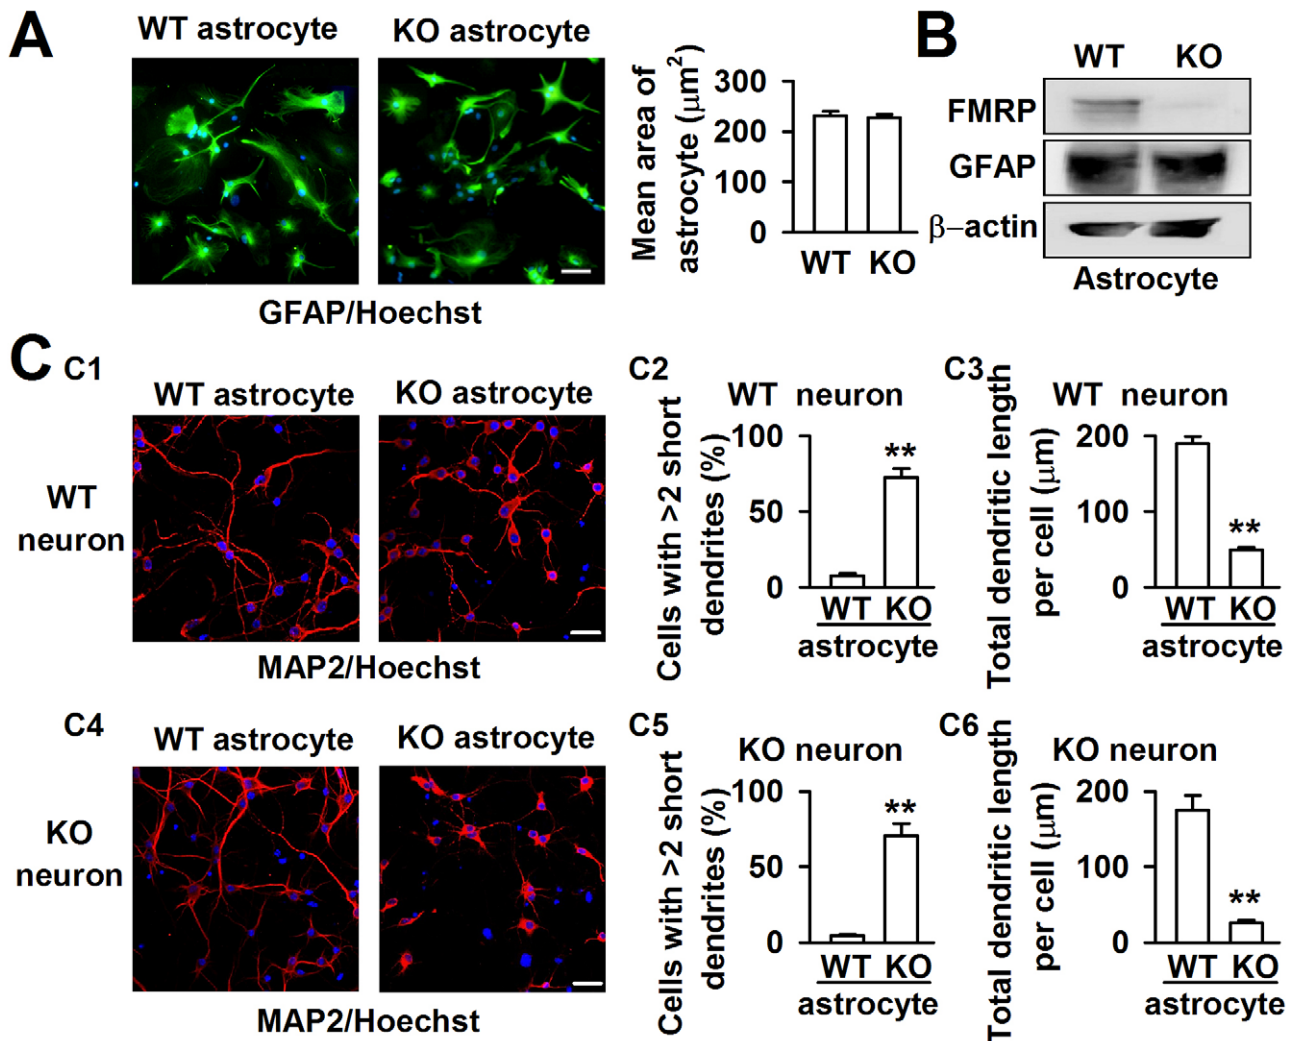 A
WT astrocyte
KO astrocyte
GFAP/Hoechst
Mean area of
astrocyte (μm²)
300
200
100
0
WT KO
B
WT KO
FMRP
GFAP
β−actin
Astrocyte
C
C1
WT astrocyte
KO astrocyte
WT
neuron
MAP2/Hoechst
C2
WT neuron
Cells with >2 short
dendrites (%)
100
50
0
**
WT KO
astrocyte
C3
WT neuron
Total dendritic length
per cell (μm)
200
100
0
**
WT KO
astrocyte
C4
WT astrocyte
KO astrocyte
KO
neuron
MAP2/Hoechst
C5
KO neuron
Cells with >2 short
dendrites (%)
100
50
0
**
WT KO
astrocyte
C6
KO neuron
Total dendritic length
per cell (μm)
200
100
0
**
WT KO
astrocyte